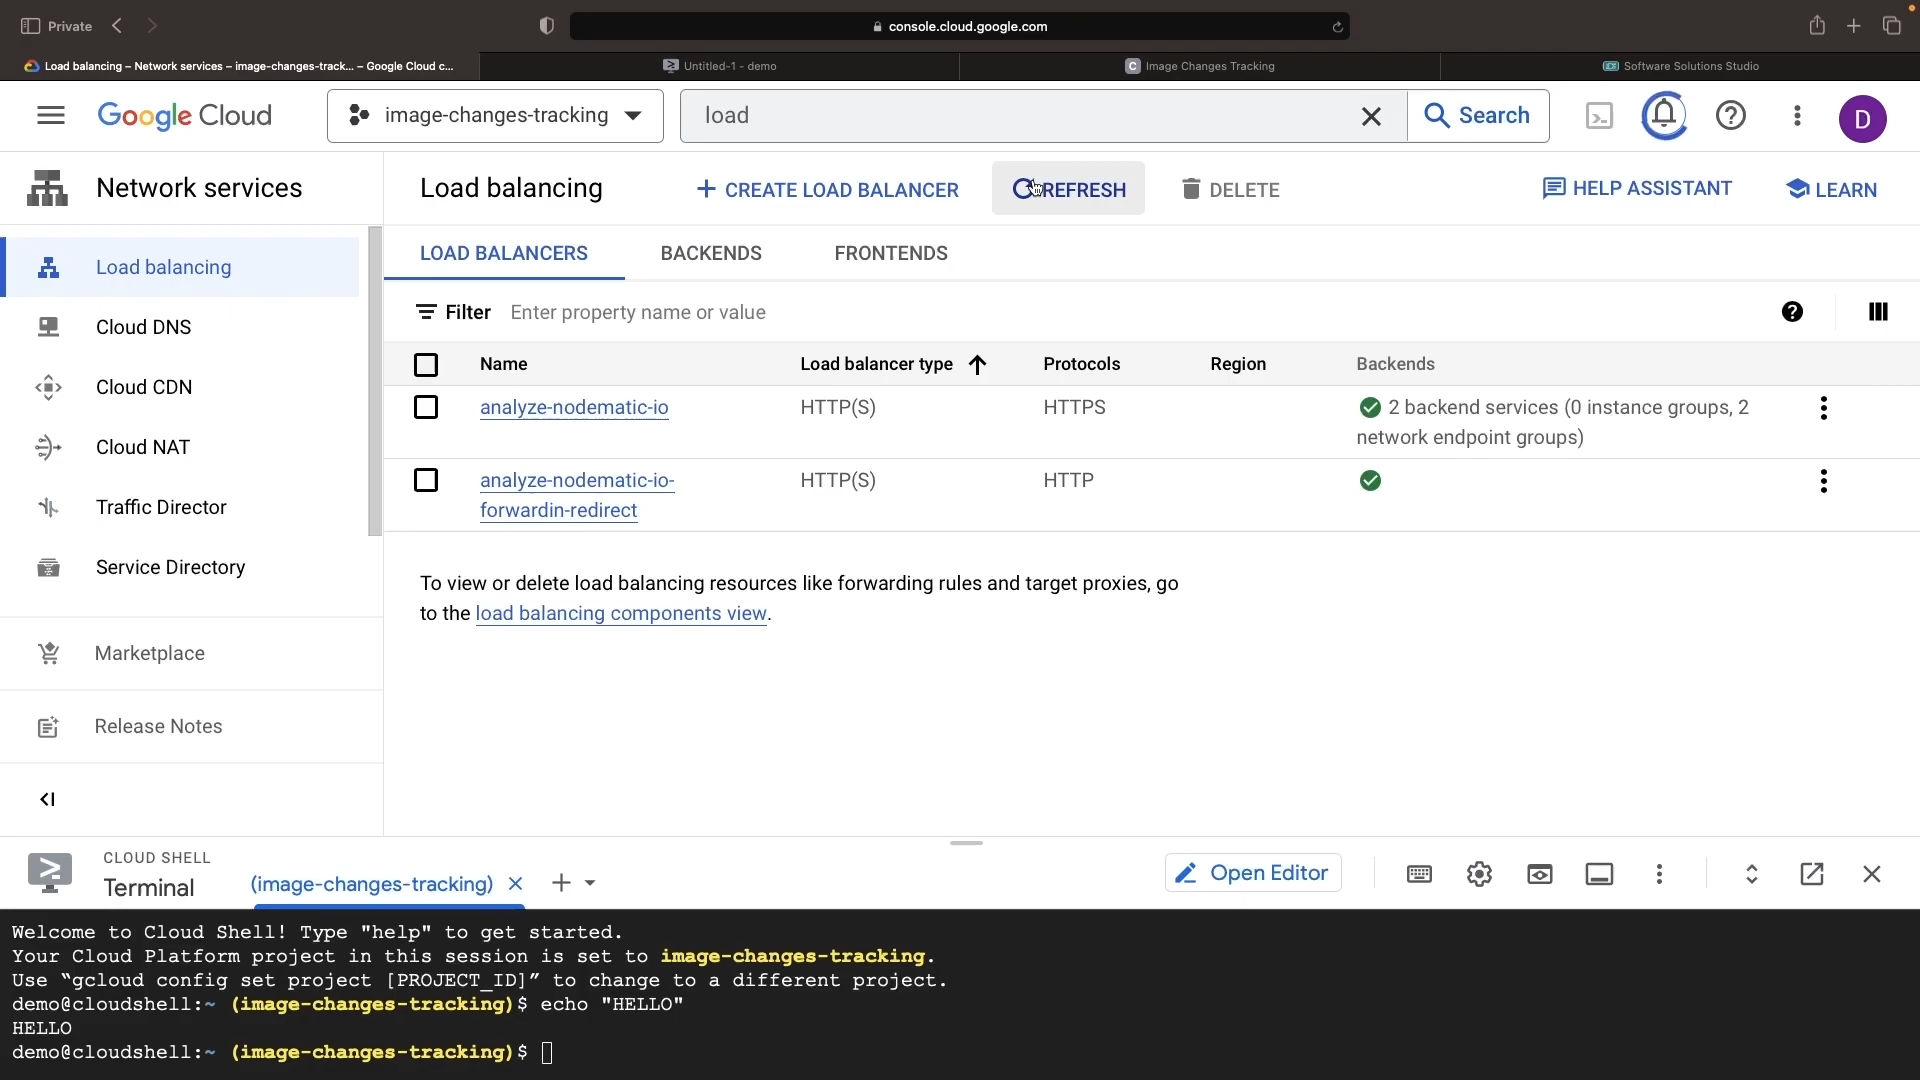 Private
console.cloud.google.com
Load balancing – Network services – image-changes-track... – Google Cloud c...
Untitled-1 - demo
C Image Changes Tracking
Software Solutions Studio
Google Cloud
image-changes-tracking
load
Search
D
Network services
Load balancing
CREATE LOAD BALANCER
REFRESH
DELETE
HELP ASSISTANT
LEARN
Load balancing
Cloud DNS
Cloud CDN
Cloud NAT
Traffic Director
Service Directory
Marketplace
Release Notes
LOAD BALANCERS
BACKENDS
FRONTENDS
Filter Enter property name or value
Name Load balancer type Protocols Region Backends
analyze-nodematic-io HTTP(S) HTTPS 2 backend services (0 instance groups, 2
network endpoint groups)
analyze-nodematic-io- HTTP(S) HTTP
forwardin-redirect
To view or delete load balancing resources like forwarding rules and target proxies, go
to the load balancing components view.
CLOUD SHELL
Terminal
(image-changes-tracking)
Open Editor
Welcome to Cloud Shell! Type "help" to get started.
Your Cloud Platform project in this session is set to image-changes-tracking.
Use “gcloud config set project [PROJECT_ID]” to change to a different project.
demo@cloudshell:~ (image-changes-tracking)$ echo "HELLO"
HELLO
demo@cloudshell:~ (image-changes-tracking)$